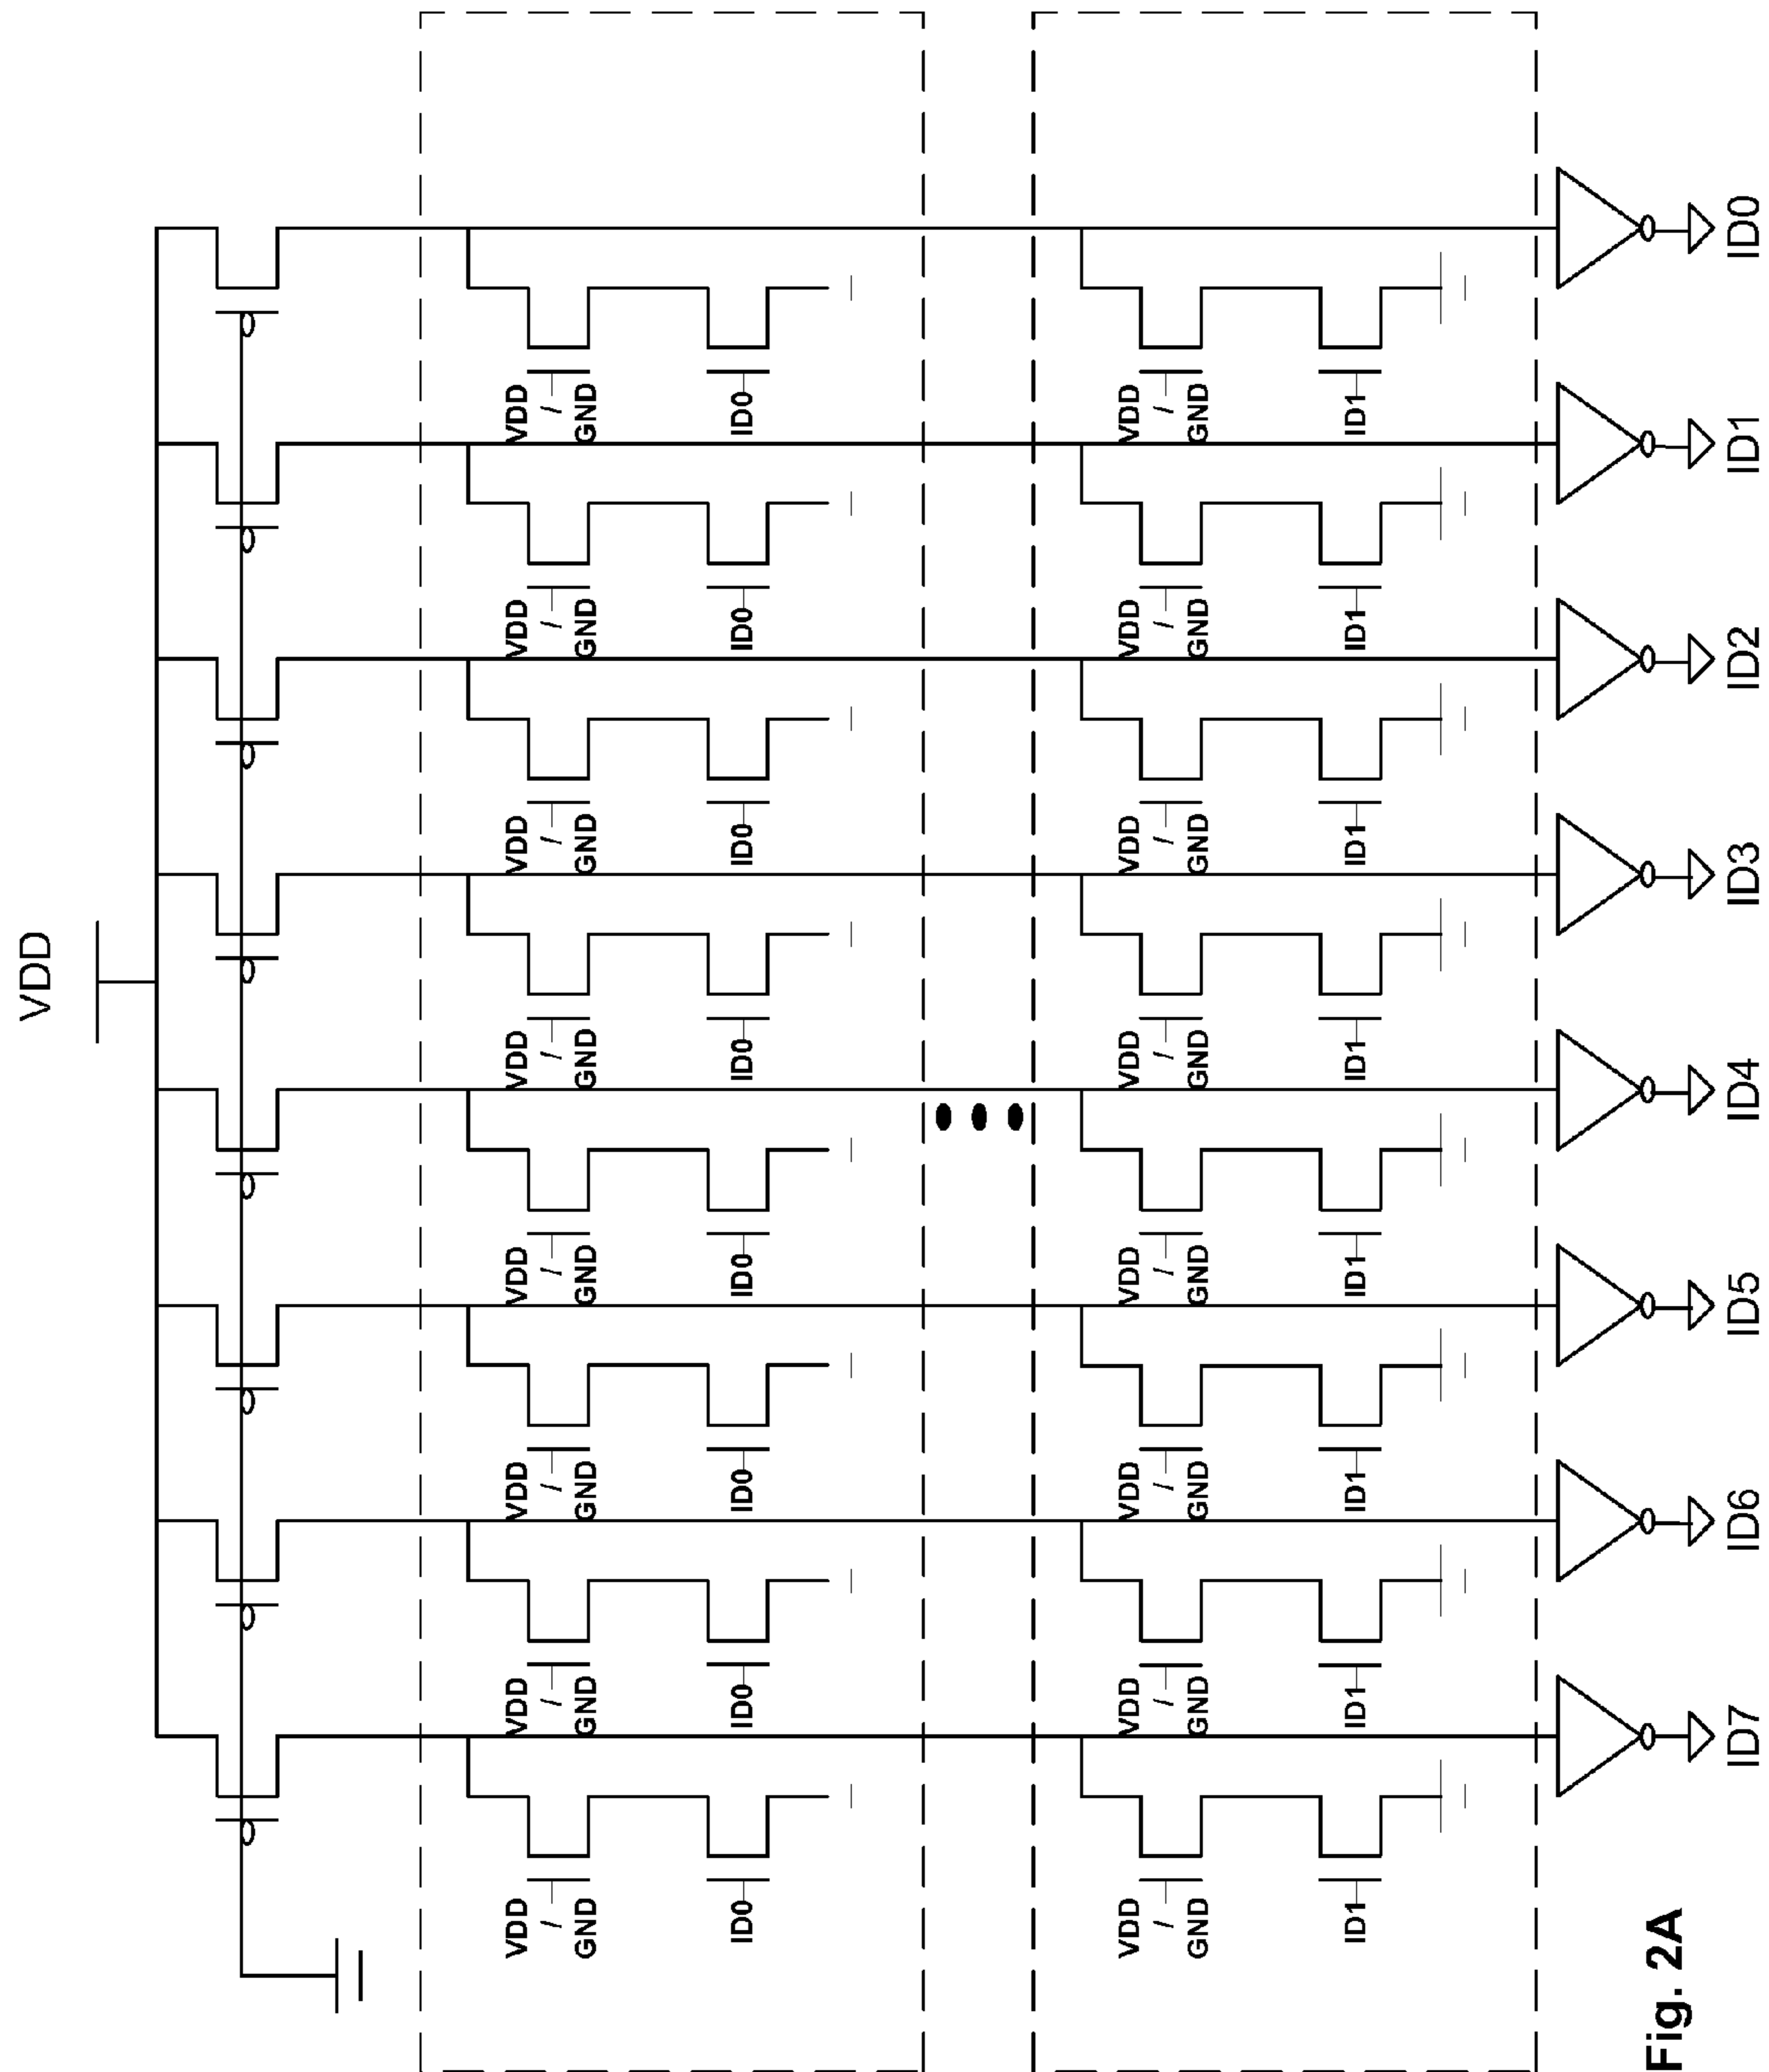 VDD
VDD VDD VDD VDD VDD VDD VDD VDD
/ / / / / / / /
GND GND GND GND GND GND GND GND
ID0 ID0 ID0 ID0 ID0 ID0 ID0 ID0
VDD VDD VDD VDD VDD VDD VDD VDD
/ / / / / / / /
GND GND GND GND GND GND GND GND
ID1 ID1 ID1 ID1 ID1 ID1 ID1 ID1
Fig. 2A
ID7 ID6 ID5 ID4 ID3 ID2 ID1 ID0